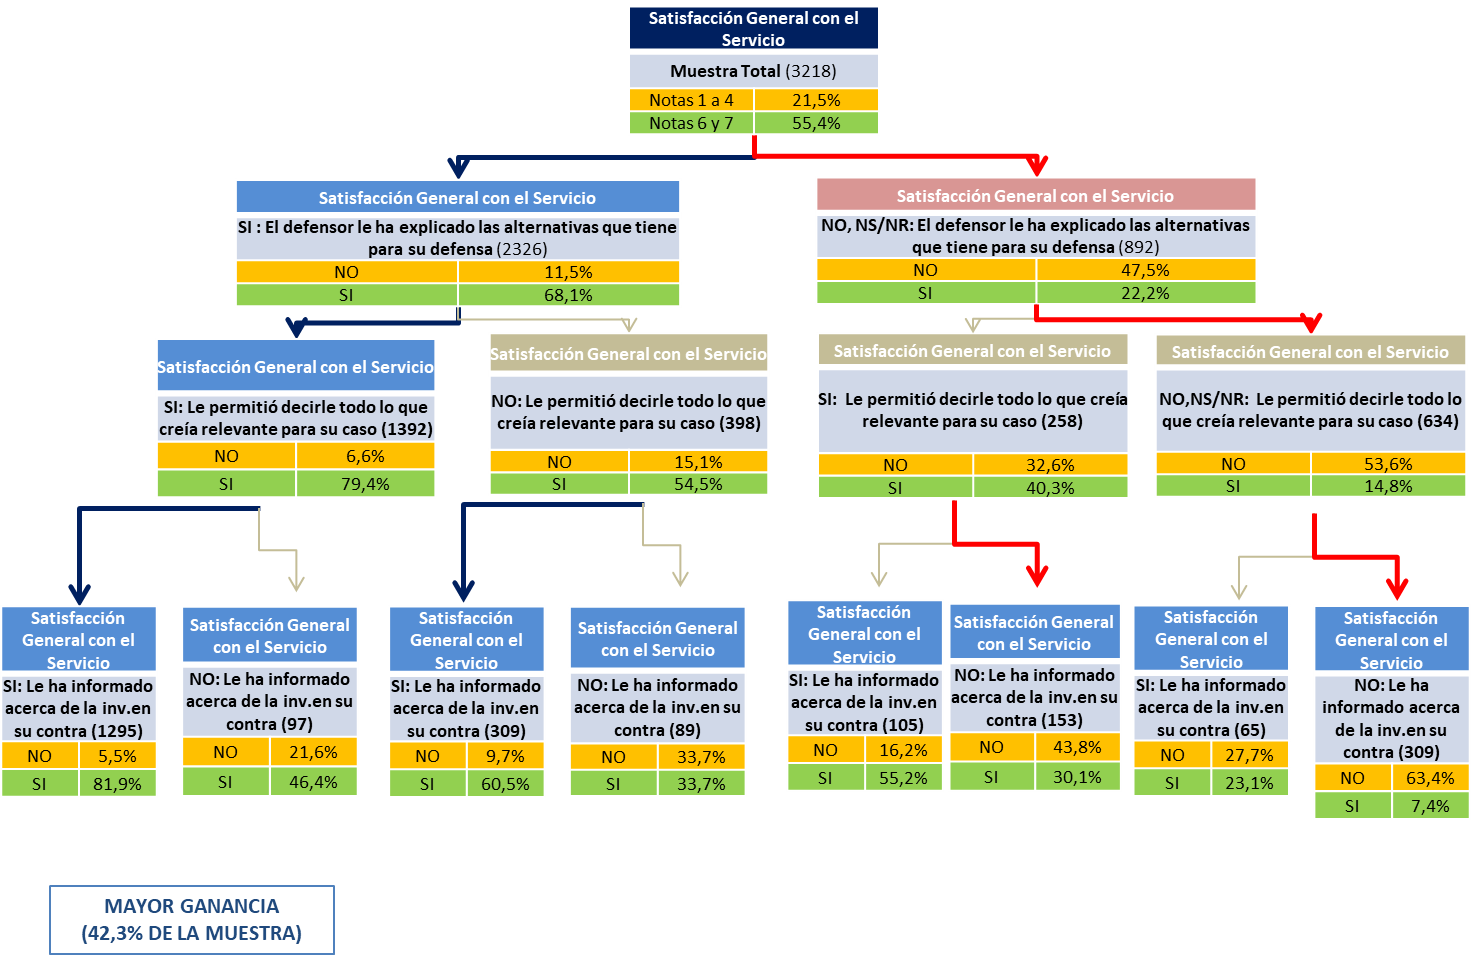 Satisfacción General con el
Servicio
Muestra Total (3218)
Notas 1 a 4 21,5%
Notas 6 y 7 55,4%
Satisfacción General con el Servicio
SI : El defensor le ha explicado las alternativas que tiene
para su defensa (2326)
NO 11,5%
SI 68,1%
Satisfacción General con el Servicio
NO, NS/NR: El defensor le ha explicado las alternativas
que tiene para su defensa (892)
NO 47,5%
SI 22,2%
Satisfacción General con el Servicio
SI: Le permitió decirle todo lo que
creía relevante para su caso (1392)
NO 6,6%
SI 79,4%
Satisfacción General con el Servicio
NO: Le permitió decirle todo lo que
creía relevante para su caso (398)
NO 15,1%
SI 54,5%
Satisfacción General con el Servicio
SI: Le permitió decirle todo lo que creía
relevante para su caso (258)
NO 32,6%
SI 40,3%
Satisfacción General con el Servicio
NO,NS/NR: Le permitió decirle todo lo
que creía relevante para su caso (634)
NO 53,6%
SI 14,8%
Satisfacción
General con el
Servicio
SI: Le ha informado
acerca de la inv.en
su contra (1295)
NO 5,5%
SI 81,9%
Satisfacción General
con el Servicio
NO: Le ha informado
acerca de la inv.en su
contra (97)
NO 21,6%
SI 46,4%
Satisfacción
General con el
Servicio
SI: Le ha informado
acerca de la inv.en
su contra (309)
NO 9,7%
SI 60,5%
Satisfacción General
con el Servicio
NO: Le ha informado
acerca de la inv.en su
contra (89)
NO 33,7%
SI 33,7%
Satisfacción
General con el
Servicio
SI: Le ha informado
acerca de la inv.en
su contra (105)
NO 16,2%
SI 55,2%
Satisfacción General
con el Servicio
NO: Le ha informado
acerca de la inv.en su
contra (153)
NO 43,8%
SI 30,1%
Satisfacción
General con el
Servicio
SI: Le ha informado
acerca de la inv.en
su contra (65)
NO 27,7%
SI 23,1%
Satisfacción
General con el
Servicio
NO: Le ha
informado acerca
de la inv.en su
contra (309)
NO 63,4%
SI 7,4%
MAYOR GANANCIA
(42,3% DE LA MUESTRA)